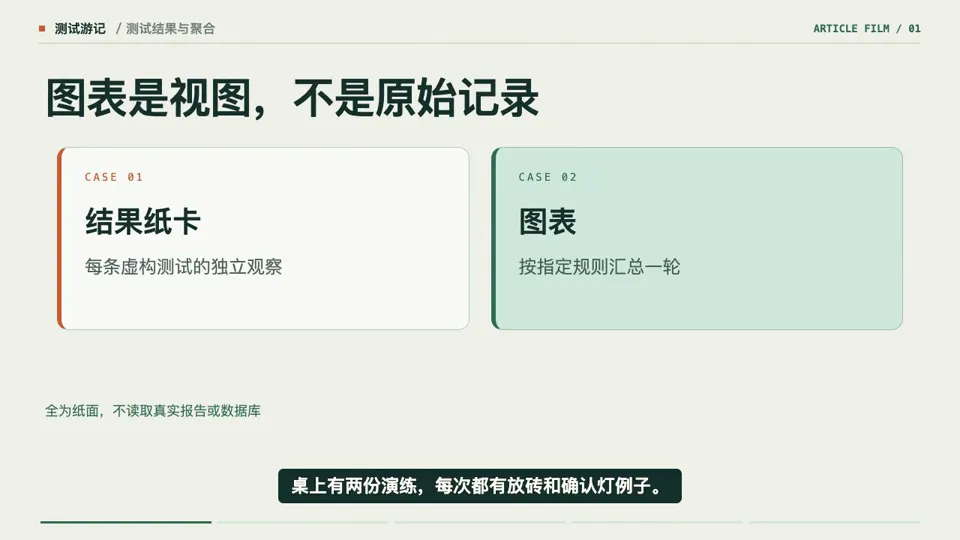 测试游记 / 测试结果与聚合
ARTICLE FILM / 01
图表是视图，不是原始记录
CASE 01
结果纸卡
每条虚构测试的独立观察
CASE 02
图表
按指定规则汇总一轮
全为纸面，不读取真实报告或数据库
桌上有两份演练，每次都有放砖和确认灯例子。